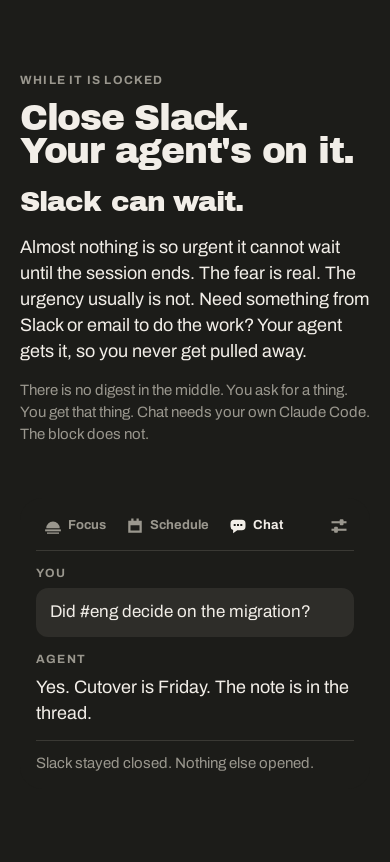 WHILE IT IS LOCKED
Close Slack.
Your agent's on it.
Slack can wait.
Almost nothing is so urgent it cannot wait
until the session ends. The fear is real. The
urgency usually is not. Need something from
Slack or email to do the work? Your agent
gets it, so you never get pulled away.
There is no digest in the middle. You ask for a thing.
You get that thing. Chat needs your own Claude Code.
The block does not.
Focus Schedule Chat
YOU
Did #eng decide on the migration?
AGENT
Yes. Cutover is Friday. The note is in the
thread.
Slack stayed closed. Nothing else opened.